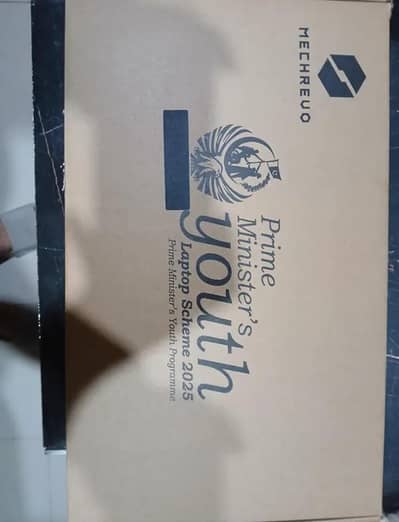 MECHREVO
Prime
Minister's
youth
Laptop Scheme 2025
Prime Minister's Youth Programme